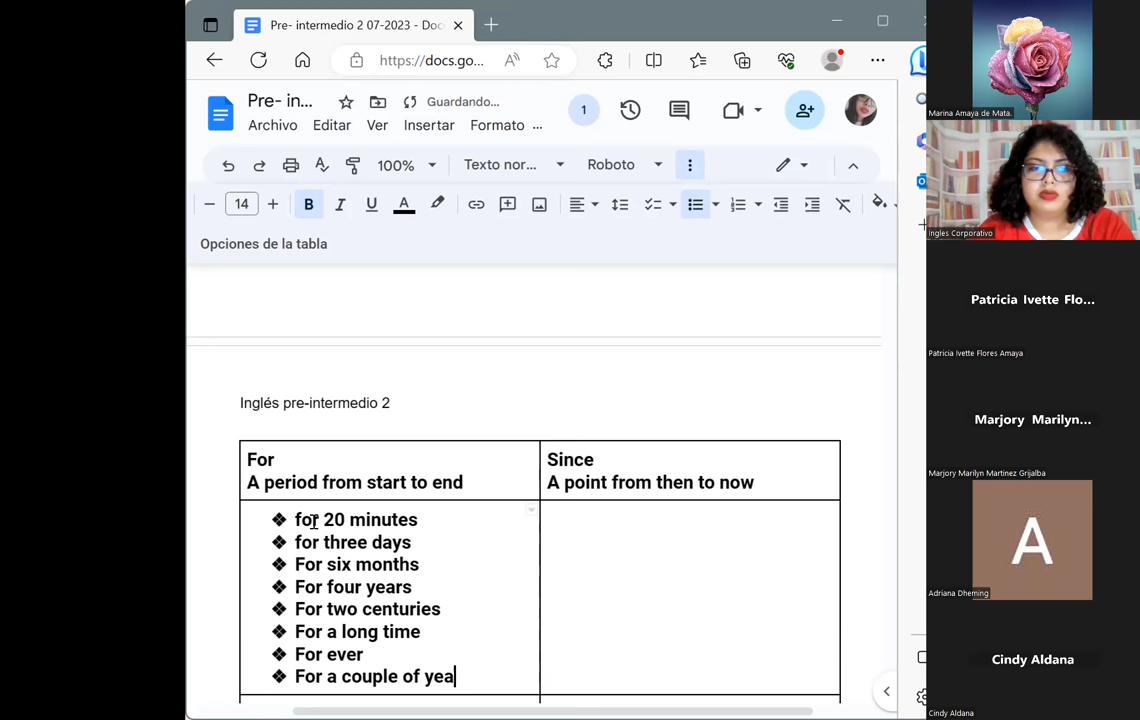 Pre- intermedio 2 07-2023 - Doc
https://docs.go...
Pre- in...
Guardando...
1
Archivo Editar Ver Insertar Formato ...
100% Texto nor... Roboto
14 B I U A
Opciones de la tabla
Inglés pre-intermedio 2
For
A period from start to end
Since
A point from then to now
❖ for 20 minutes
❖ for three days
❖ For six months
❖ For four years
❖ For two centuries
❖ For a long time
❖ For ever
❖ For a couple of yea
Marina Amaya de Mata.
Ingles Corporativo
Patricia Ivette Flo...
Patricia Ivette Flores Amaya
Marjory Marilyn...
Marjory Marilyn Martinez Grijalba
A
Adriana Dheming
Cindy Aldana
Cindy Aldana